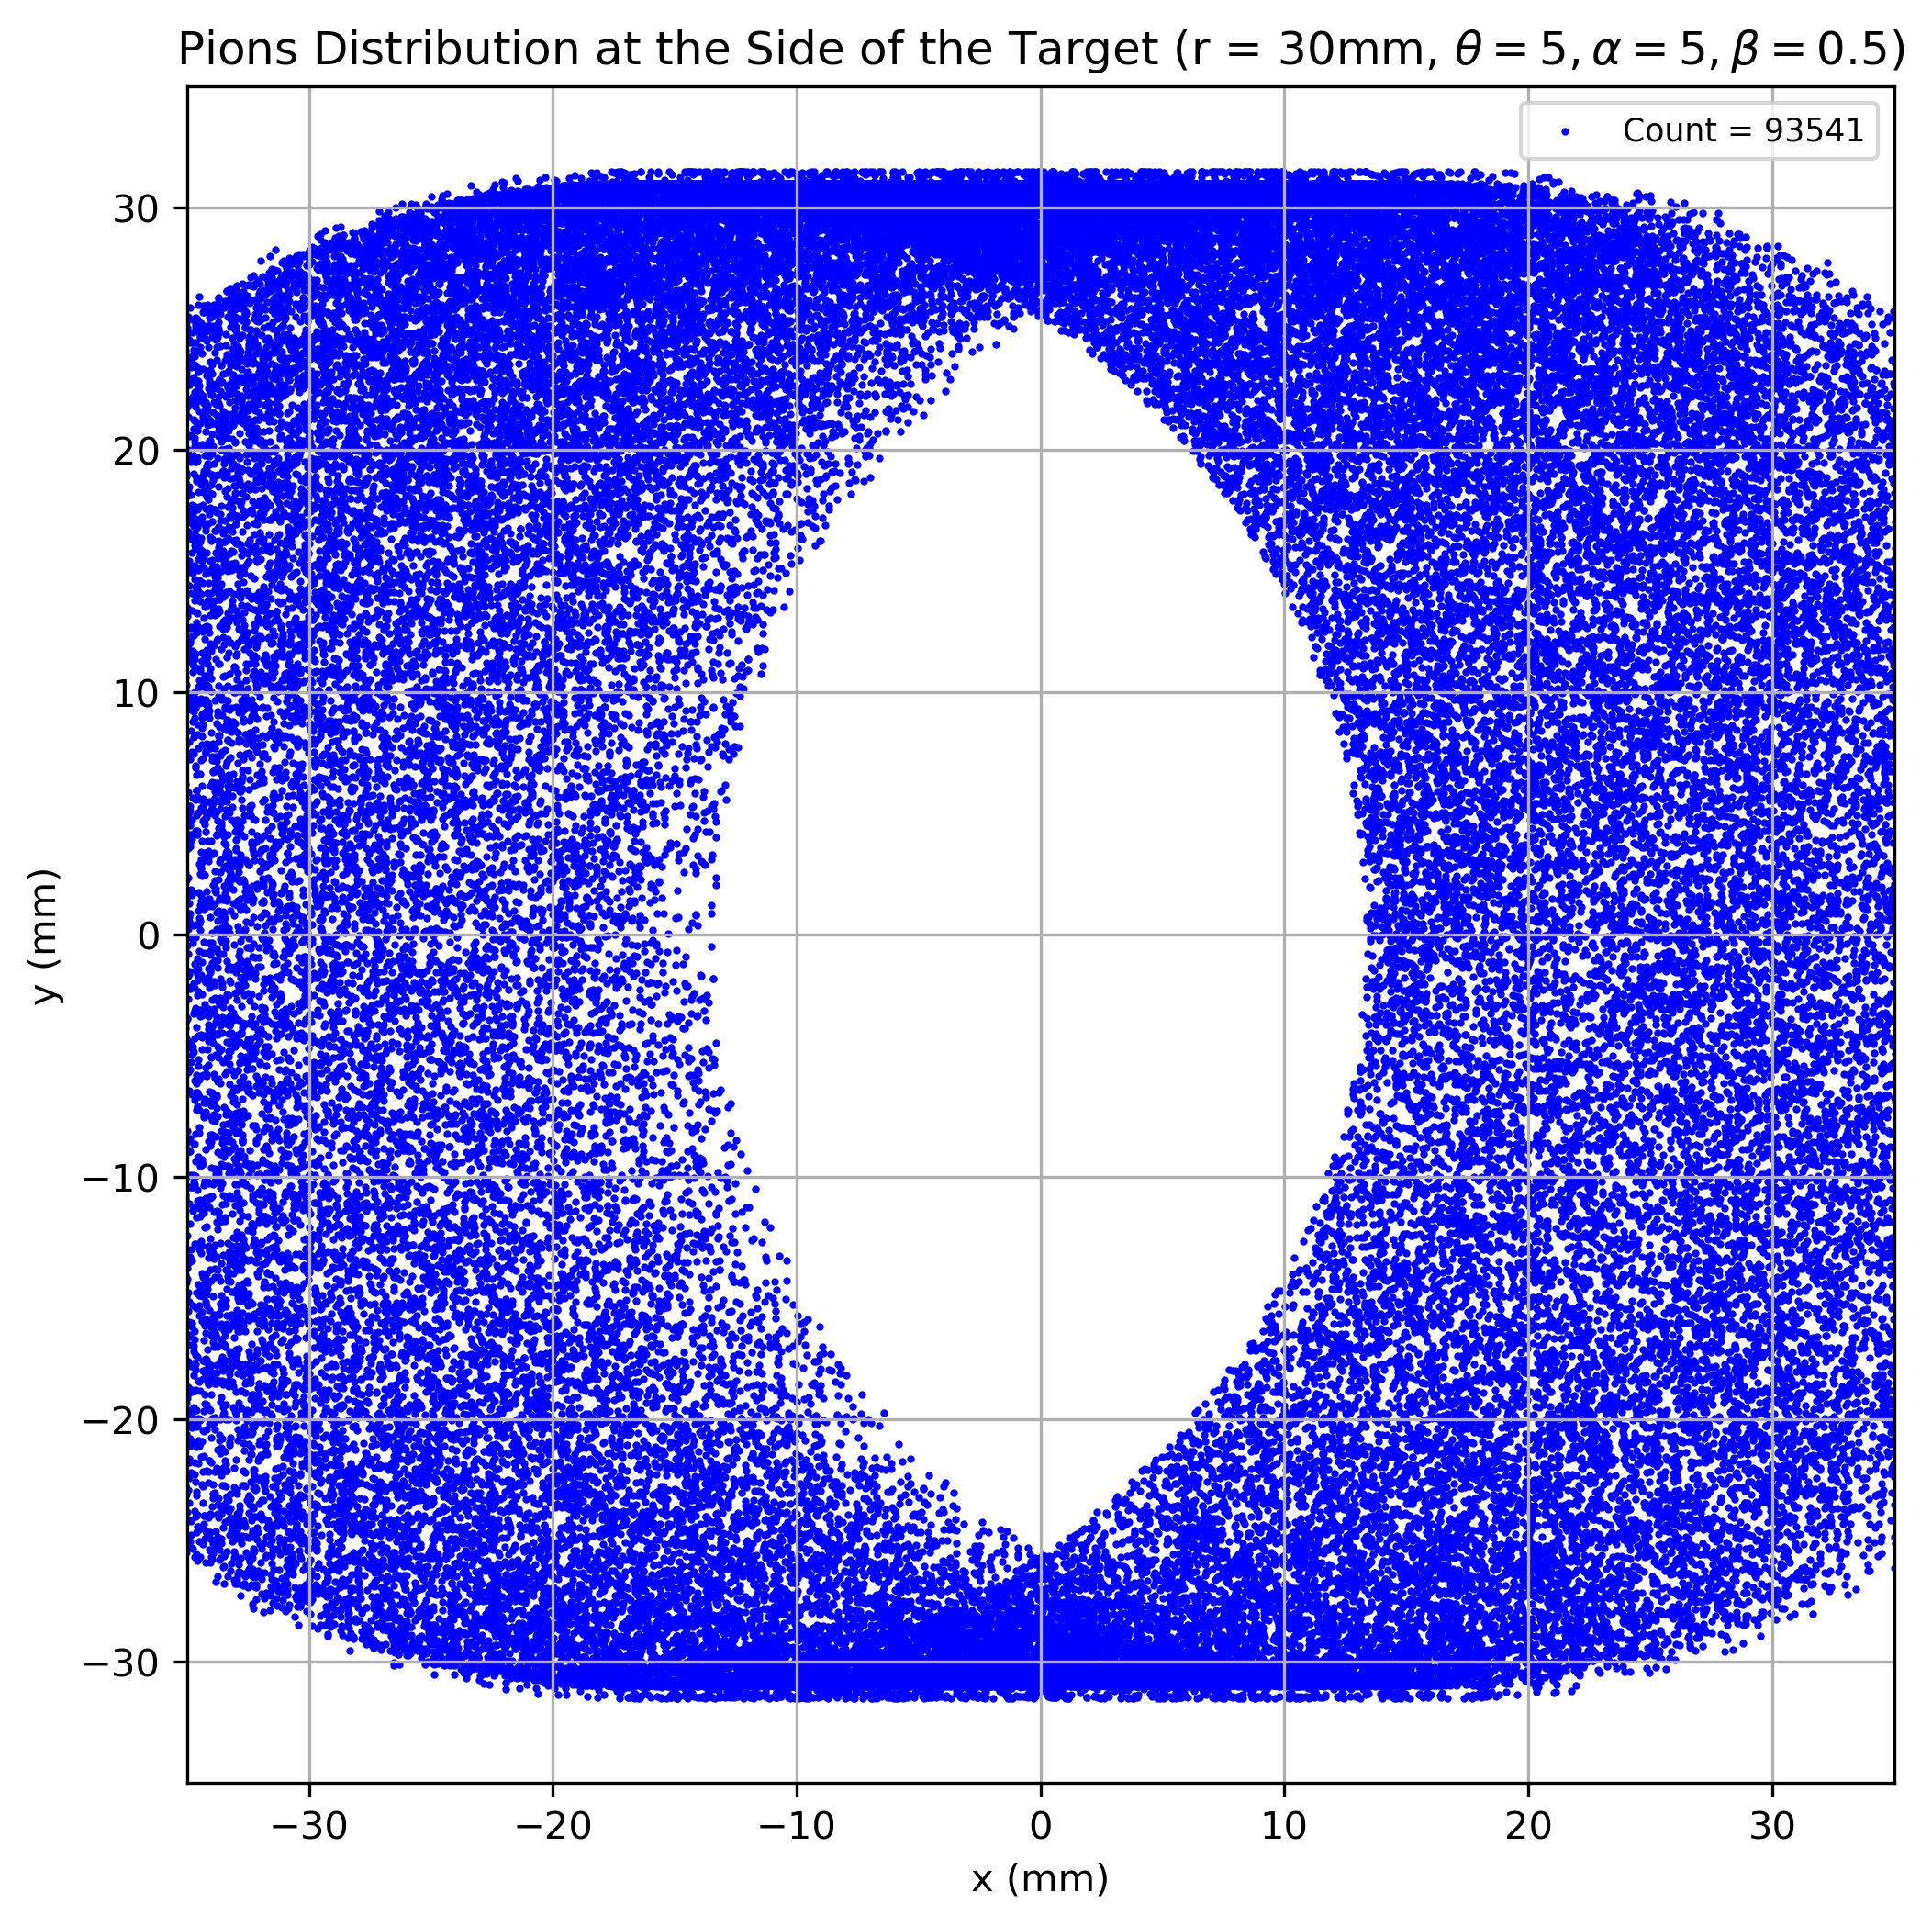 Pions Distribution at the Side of the Target (r = 30mm, θ = 5, α = 5, β = 0.5)
Count = 93541
30
20
10
0
−10
−20
−30
y (mm)
−30 −20 −10 0 10 20 30
x (mm)